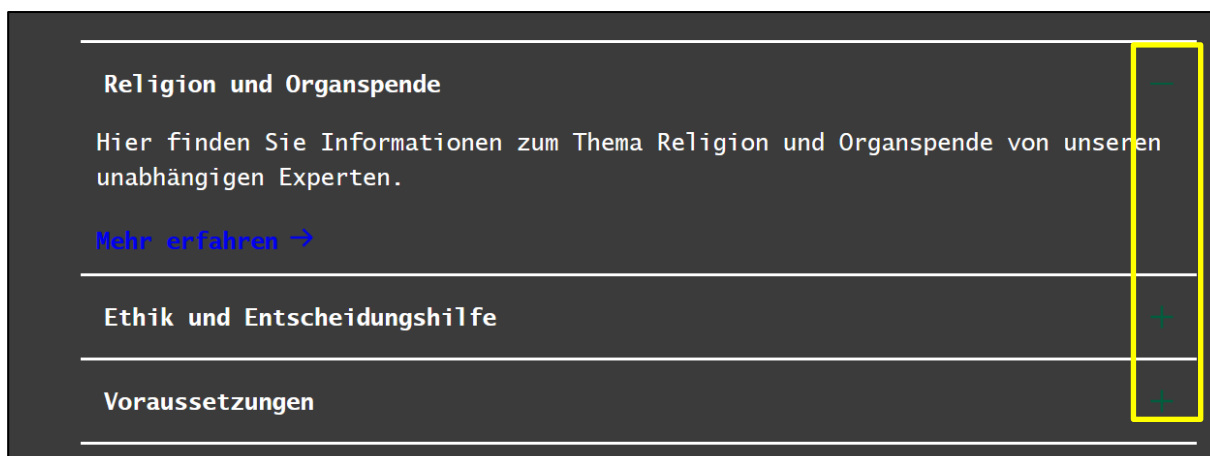 Religion und Organspende
Hier finden Sie Informationen zum Thema Religion und Organspende von unseren
unabhängigen Experten.
Mehr erfahren →
Ethik und Entscheidungshilfe
Voraussetzungen